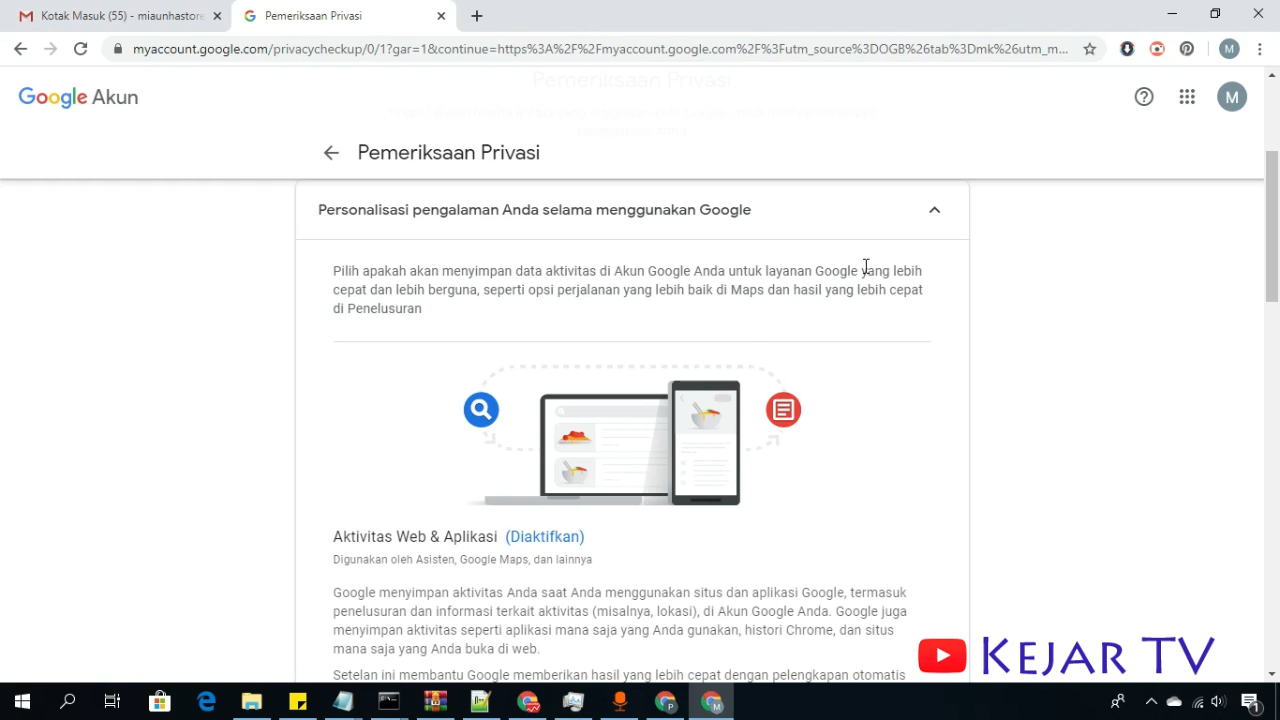 Kotak Masuk (55) - miaunhastore
Pemeriksaan Privasi
myaccount.google.com/privacycheckup/0/1?gar=1&continue=https%3A%2F%2Fmyaccount.google.com%2F%3Futm_source%3DOGB%26tab%3Dmk%26utm_m...
M
Pemeriksaan Privasi
Google Akun
M
Pemeriksaan Privasi
Personalisasi pengalaman Anda selama menggunakan Google
Pilih apakah akan menyimpan data aktivitas di Akun Google Anda untuk layanan Google yang lebih
cepat dan lebih berguna, seperti opsi perjalanan yang lebih baik di Maps dan hasil yang lebih cepat
di Penelusuran
Aktivitas Web & Aplikasi (Diaktifkan)
Digunakan oleh Asisten, Google Maps, dan lainnya
Google menyimpan aktivitas Anda saat Anda menggunakan situs dan aplikasi Google, termasuk
penelusuran dan informasi terkait aktivitas (misalnya, lokasi), di Akun Google Anda. Google juga
menyimpan aktivitas seperti aplikasi mana saja yang Anda gunakan, histori Chrome, dan situs
mana saja yang Anda buka di web.
Setelan ini membantu Google memberikan hasil yang lebih cepat dengan pelengkapan otomatis
KEJAR TV